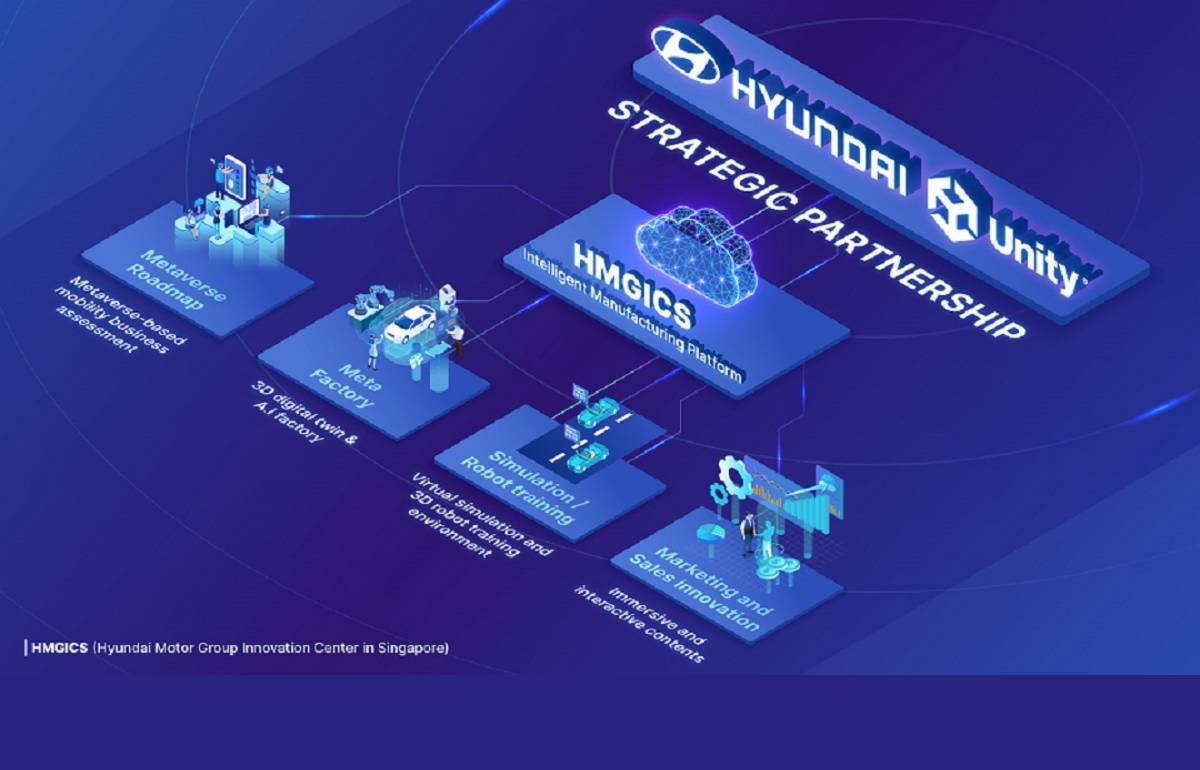 HYUNDAI
Unity
STRATEGIC PARTNERSHIP
HMGICS
Intelligent Manufacturing Platform
Metaverse
Roadmap
Metaverse-based
mobility business
assessment
Meta
Factory
3D digital twin &
A.I factory
Simulation /
Robot training
Virtual simulation and
3D robot training
environment
Marketing and
Sales innovation
Immersive and
interactive contents
HMGICS (Hyundai Motor Group Innovation Center in Singapore)